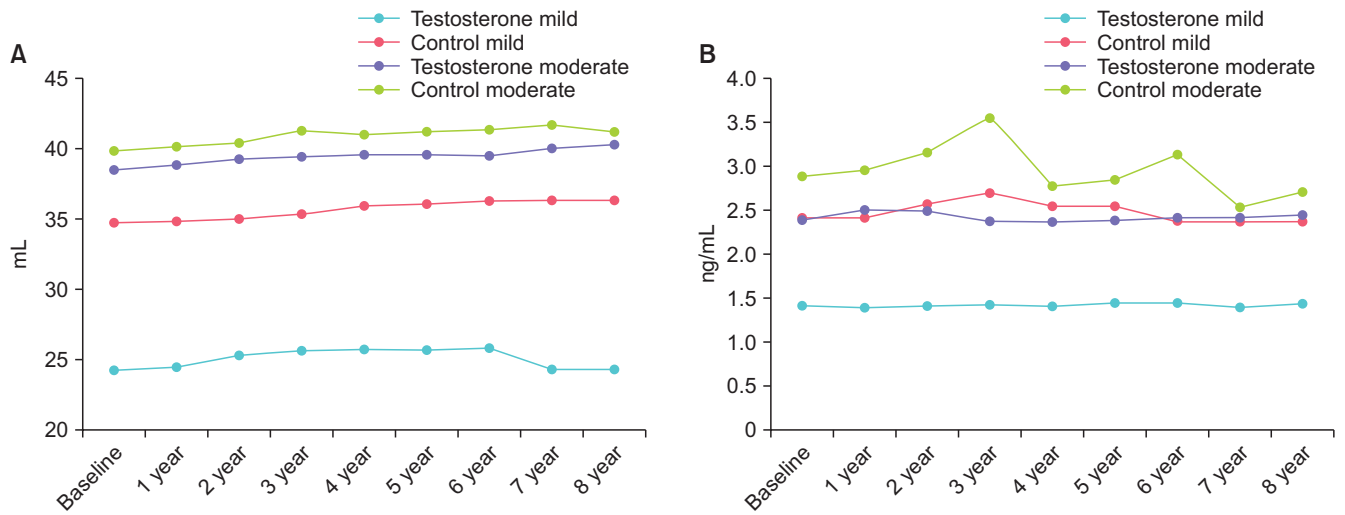 A
Testosterone mild
Control mild
Testosterone moderate
Control moderate
45
40
35
30
25
20
mL
Baseline
1 year
2 year
3 year
4 year
5 year
6 year
7 year
8 year
B
Testosterone mild
Control mild
Testosterone moderate
Control moderate
4.0
3.5
3.0
2.5
2.0
1.5
1.0
0.5
0
ng/mL
Baseline
1 year
2 year
3 year
4 year
5 year
6 year
7 year
8 year